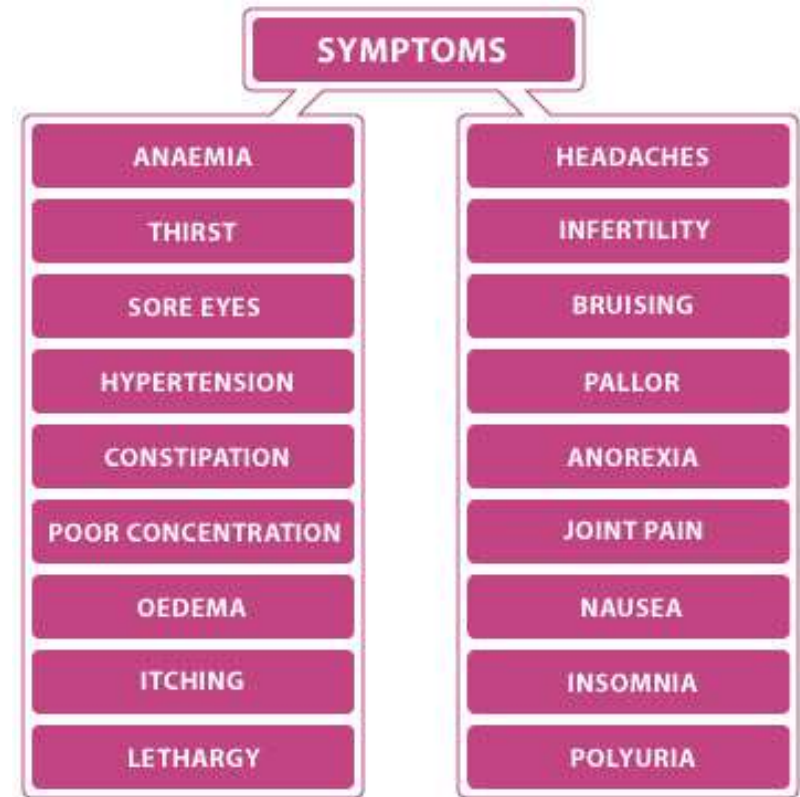 SYMPTOMS
ANAEMIA
THIRST
SORE EYES
HYPERTENSION
CONSTIPATION
POOR CONCENTRATION
OEDEMA
ITCHING
LETHARGY
HEADACHES
INFERTILITY
BRUISING
PALLOR
ANOREXIA
JOINT PAIN
NAUSEA
INSOMNIA
POLYURIA